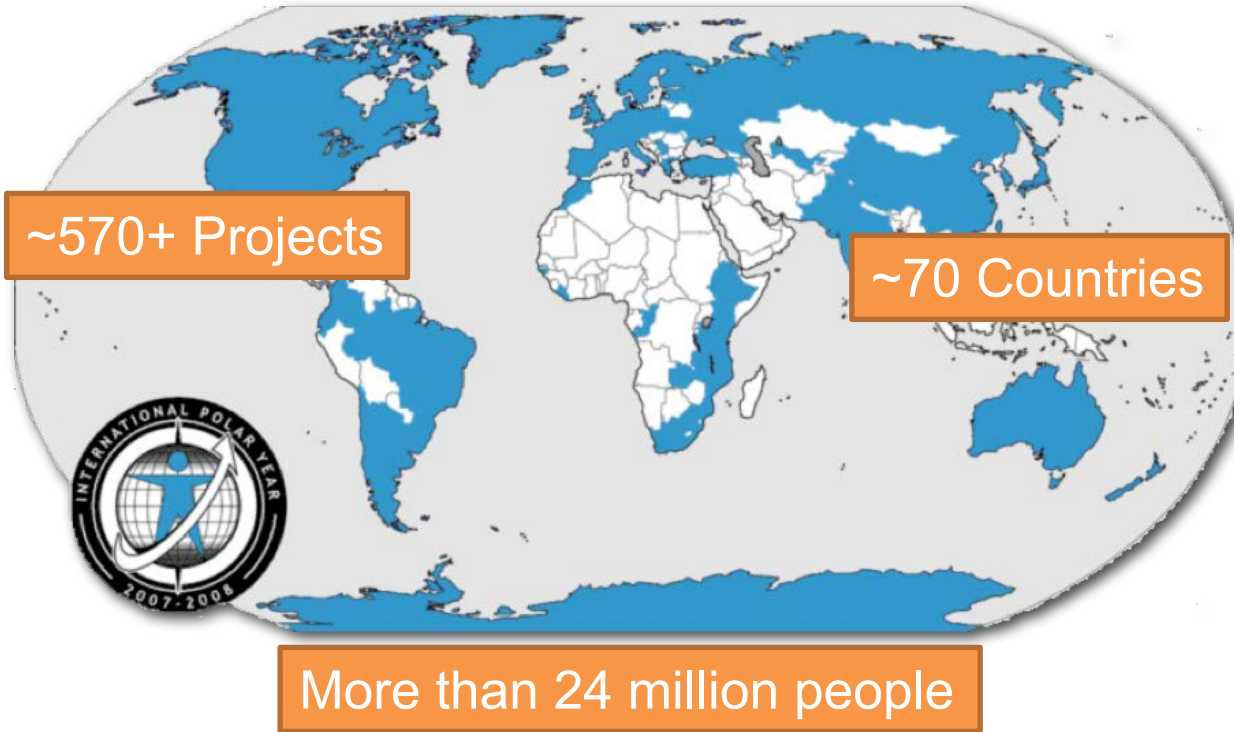 ~570+ Projects
~70 Countries
INTERNATIONAL POLAR YEAR
2007-2008
More than 24 million people